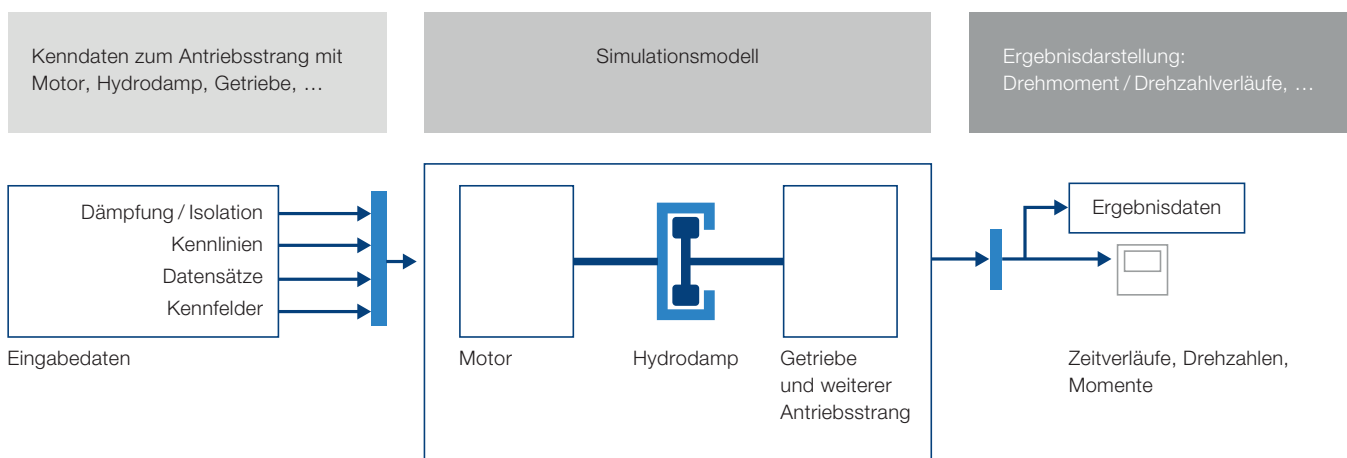 Kenndaten zum Antriebsstrang mit
Motor, Hydrodamp, Getriebe, …
Simulationsmodell
Ergebnisdarstellung:
Drehmoment / Drehzahlverläufe, …
Dämpfung / Isolation
Kennlinien
Datensätze
Kennfelder
Eingabedaten
Motor
Hydrodamp
Getriebe
und weiterer
Antriebsstrang
Ergebnisdaten
Zeitverläufe, Drehzahlen,
Momente